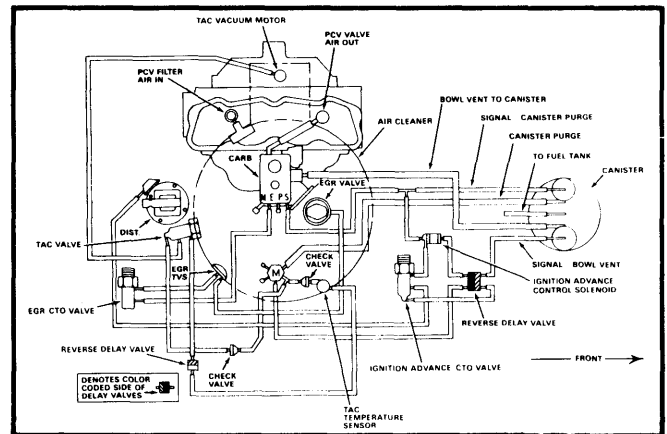 TAC VACUUM MOTOR
PCV VALVE
AIR OUT
PCV FILTER
AIR IN
BOWL VENT TO CANISTER
SIGNAL CANISTER PURGE
AIR CLEANER
CANISTER PURGE
TO FUEL TANK
CARB
CANISTER
EGR VALVE
M E P S
DIST.
TAC VALVE
EGR
TVS
M
CHECK
VALVE
SIGNAL BOWL VENT
IGNITION ADVANCE
CONTROL SOLENOID
EGR CTO VALVE
REVERSE DELAY VALVE
REVERSE DELAY VALVE
FRONT
CHECK
VALVE
IGNITION ADVANCE CTO VALVE
DENOTES COLOR
CODED SIDE OF
DELAY VALVES
TAC
TEMPERATURE
SENSOR